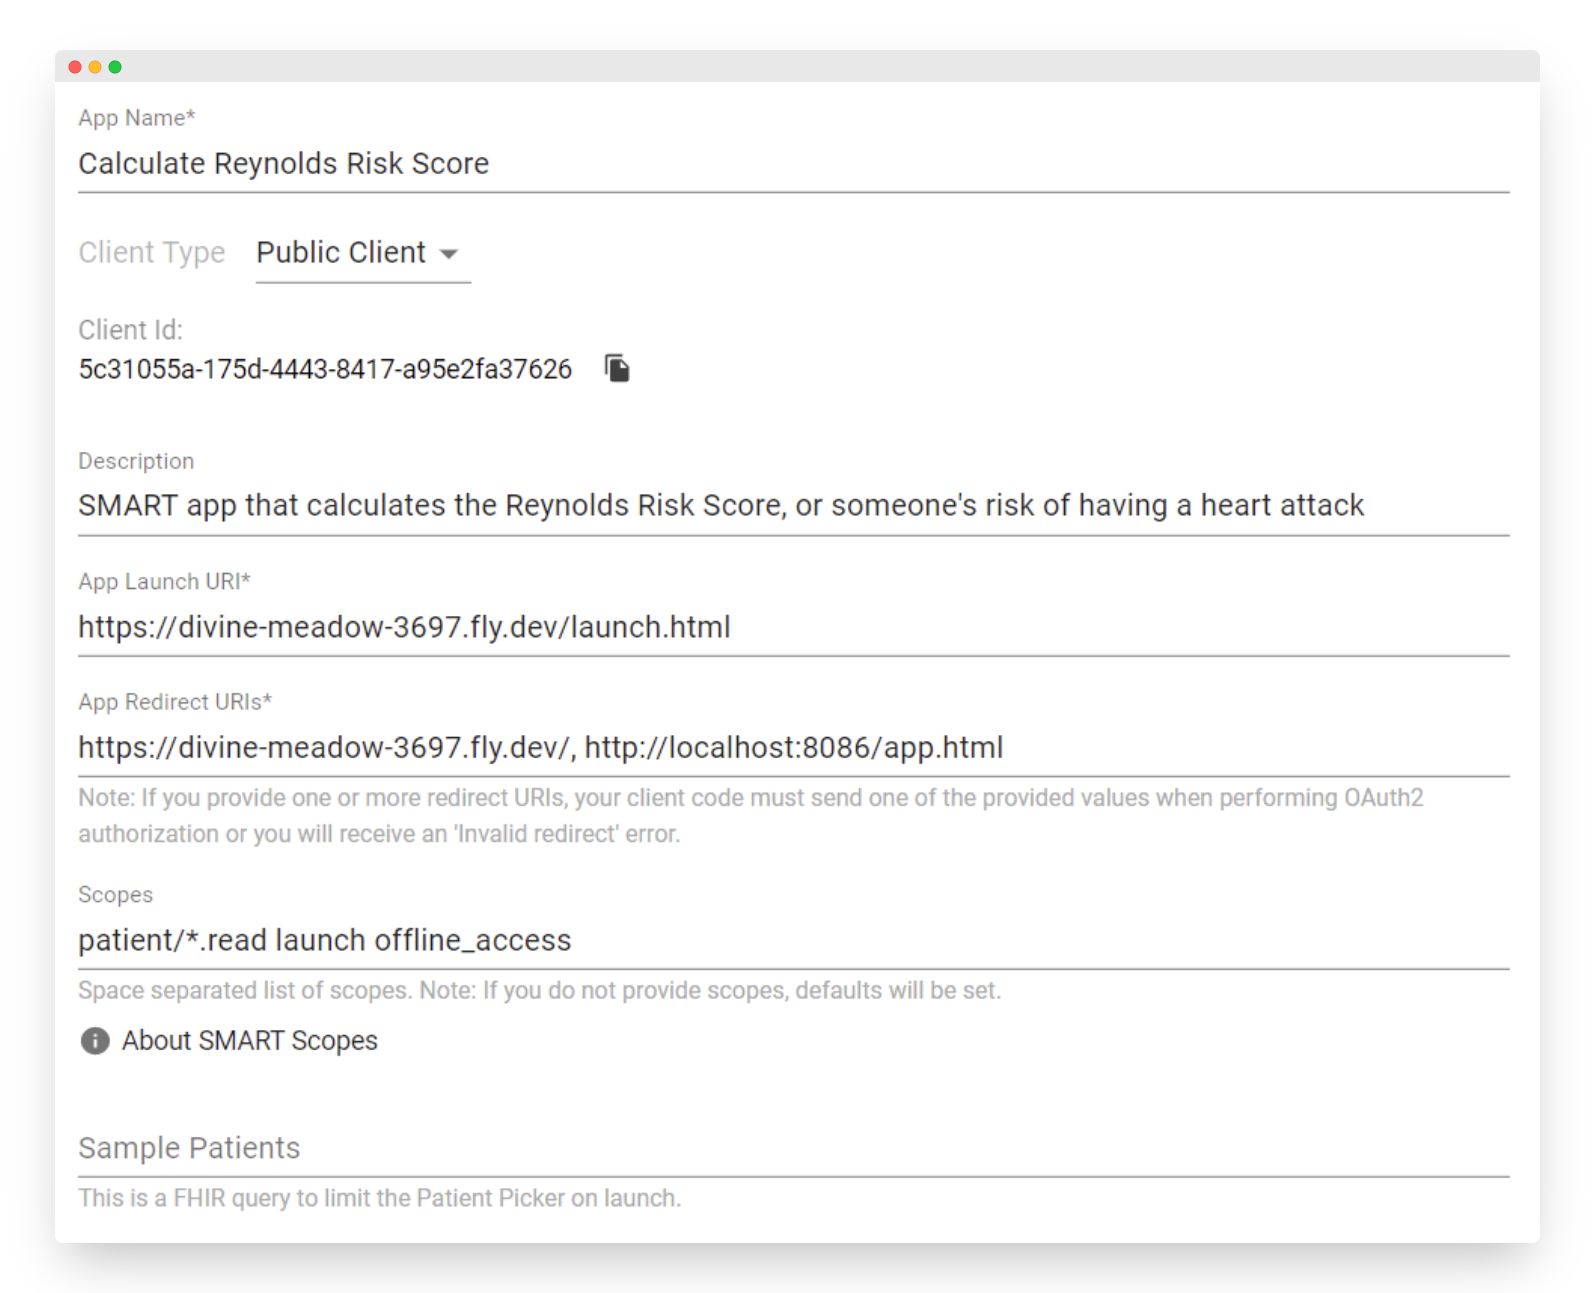 App Name*
Calculate Reynolds Risk Score
Client Type Public Client
Client Id:
5c31055a-175d-4443-8417-a95e2fa37626
Description
SMART app that calculates the Reynolds Risk Score, or someone's risk of having a heart attack
App Launch URI*
https://divine-meadow-3697.fly.dev/launch.html
App Redirect URIs*
https://divine-meadow-3697.fly.dev/, http://localhost:8086/app.html
Note: If you provide one or more redirect URIs, your client code must send one of the provided values when performing OAuth2
authorization or you will receive an 'Invalid redirect' error.
Scopes
patient/*.read launch offline_access
Space separated list of scopes. Note: If you do not provide scopes, defaults will be set.
About SMART Scopes
Sample Patients
This is a FHIR query to limit the Patient Picker on launch.